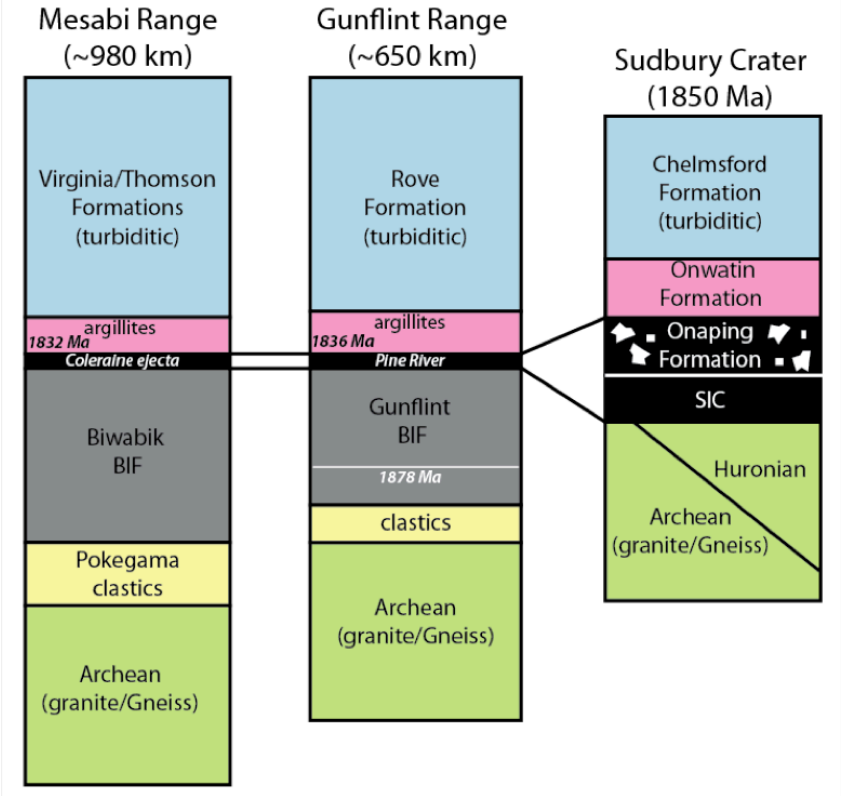 Mesabi Range
(~980 km)
Virginia/Thomson
Formations
(turbiditic)
argillites
1832 Ma
Coleraine ejecta
Biwabik
BIF
Pokegama
clastics
Archean
(granite/Gneiss)
Gunflint Range
(~650 km)
Rove
Formation
(turbiditic)
argillites
1836 Ma
Pine River
Gunflint
BIF
1878 Ma
clastics
Archean
(granite/Gneiss)
Sudbury Crater
(1850 Ma)
Chelmsford
Formation
(turbiditic)
Onwatin
Formation
Onaping
Formation
SIC
Huronian
Archean
(granite/Gneiss)